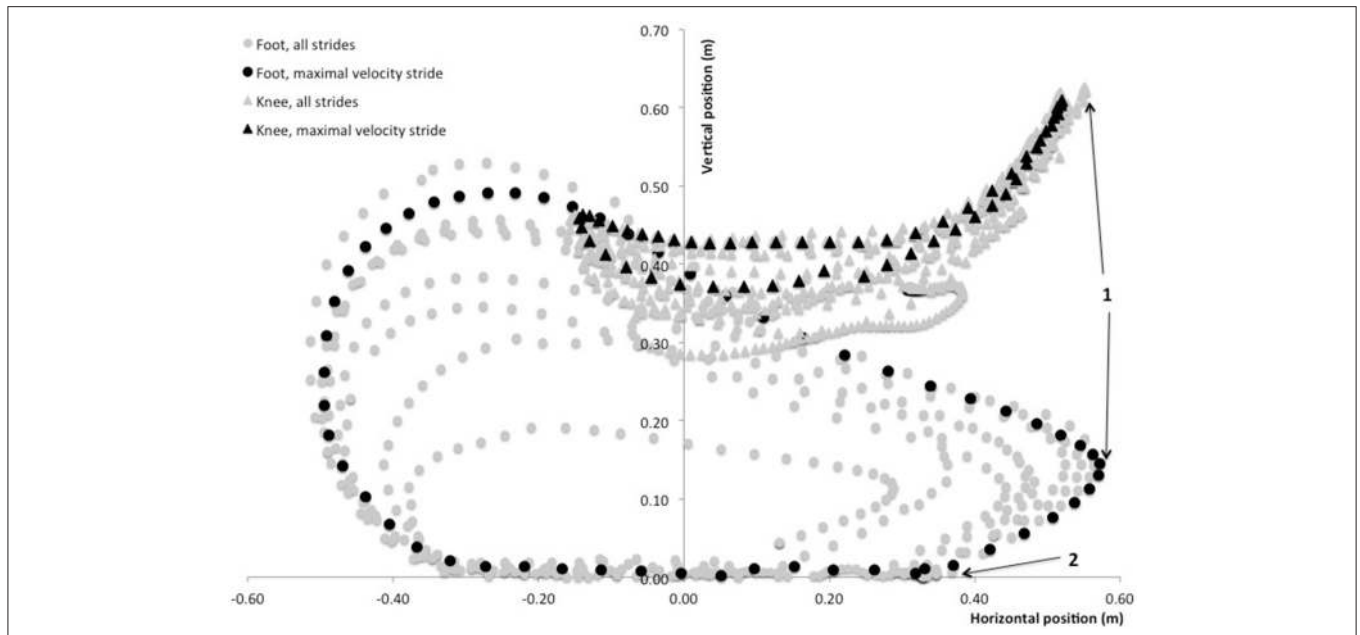 0.70
Foot, all strides
Foot, maximal velocity stride
Knee, all strides
Knee, maximal velocity stride
Vertical position (m)
0.60
0.50
0.40
0.30
0.20
0.10
0.00
1
2
-0.60
-0.40
-0.20
0.00
0.20
0.40
0.60
Horizontal position (m)